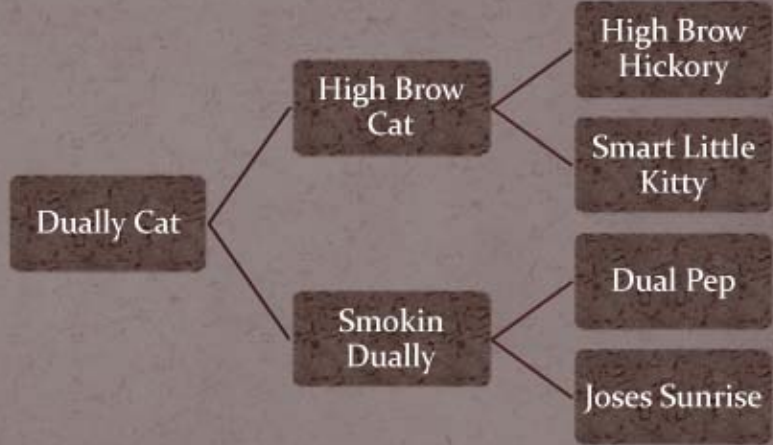 Dually Cat
High Brow
Cat
Smokin
Dually
High Brow
Hickory
Smart Little
Kitty
Dual Pep
Joses Sunrise